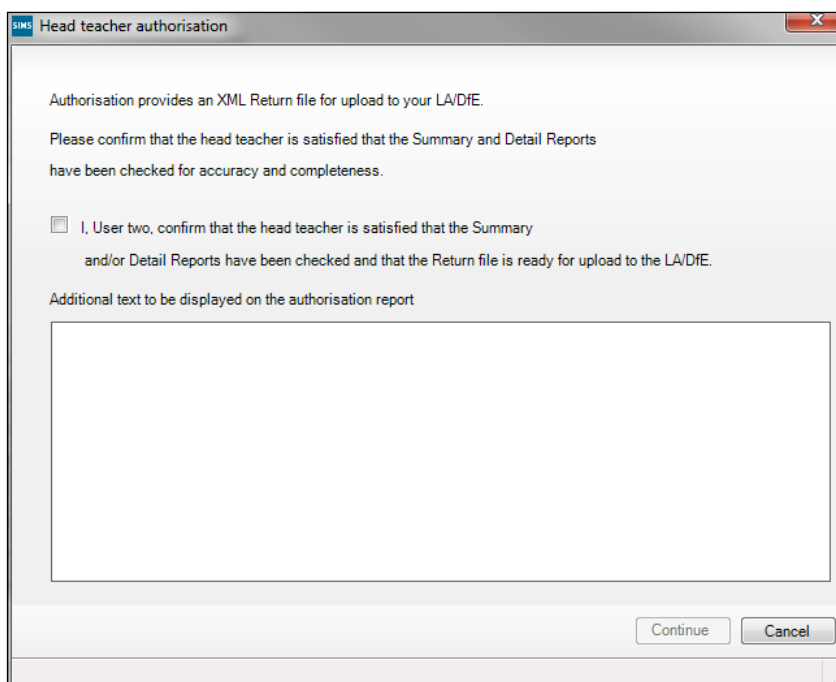 SIMS Head teacher authorisation
Authorisation provides an XML Return file for upload to your LA/DfE.
Please confirm that the head teacher is satisfied that the Summary and Detail Reports
have been checked for accuracy and completeness.
I, User two, confirm that the head teacher is satisfied that the Summary
and/or Detail Reports have been checked and that the Return file is ready for upload to the LA/DfE.
Additional text to be displayed on the authorisation report
Continue Cancel